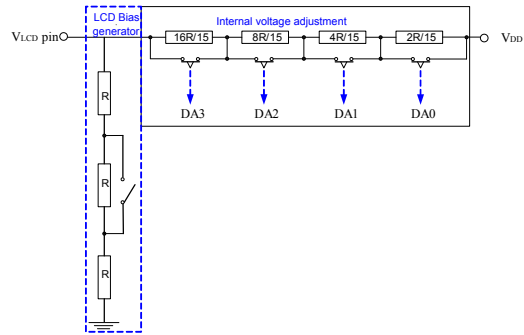 LCD Bias
generator
Internal voltage adjustment
VLCD pin
16R/15
8R/15
4R/15
2R/15
VDD
DA3
DA2
DA1
DA0
R
R
R